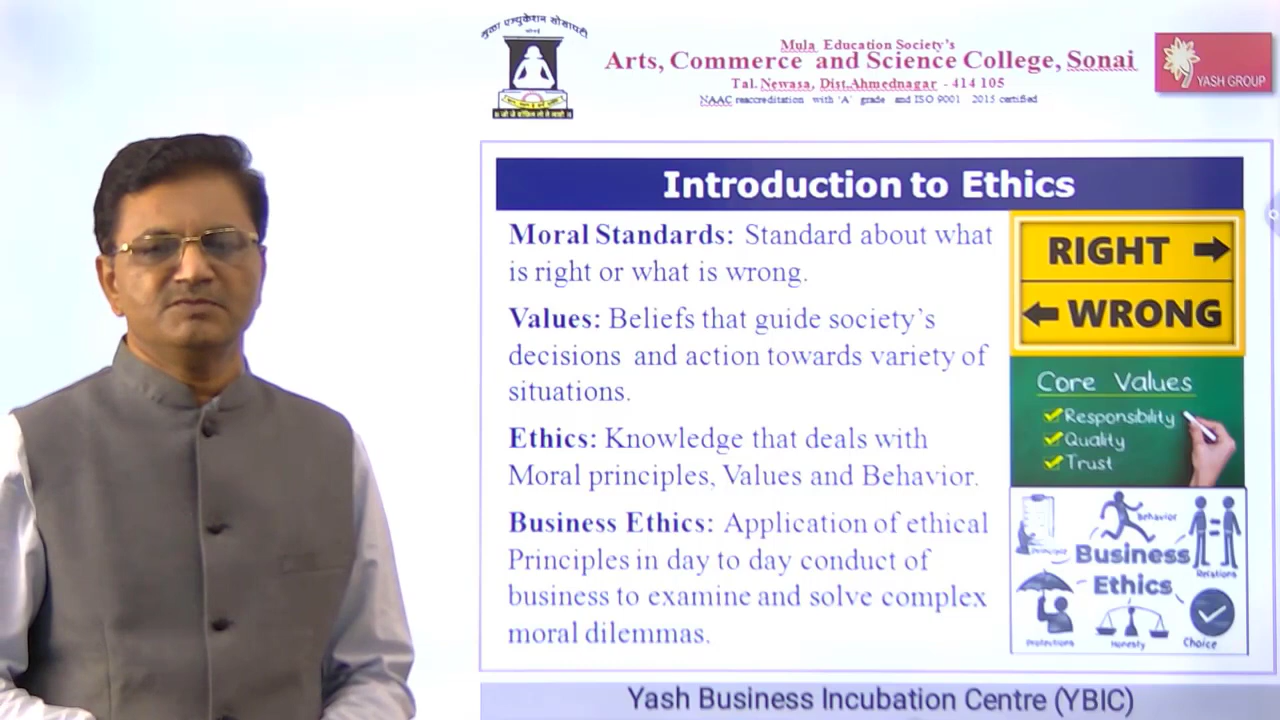 मुळा एज्युकेशन सोसायटी
Mula Education Society's
Arts, Commerce and Science College, Sonai
Tal. Newasa, Dist.Ahmednagar - 414 105
NAAC reaccreditation with 'A' grade and ISO 9001 2015 certified
YASH GROUP
Introduction to Ethics
Moral Standards: Standard about what
is right or what is wrong.
Values: Beliefs that guide society's
decisions and action towards variety of
situations.
Ethics: Knowledge that deals with
Moral principles, Values and Behavior.
Business Ethics: Application of ethical
Principles in day to day conduct of
business to examine and solve complex
moral dilemmas.
RIGHT
WRONG
Core Values
Responsibility
Quality
Trust
Behavior
Principle
Business
Ethics
Relations
Protections
Honesty
Choice
Yash Business Incubation Centre (YBIC)